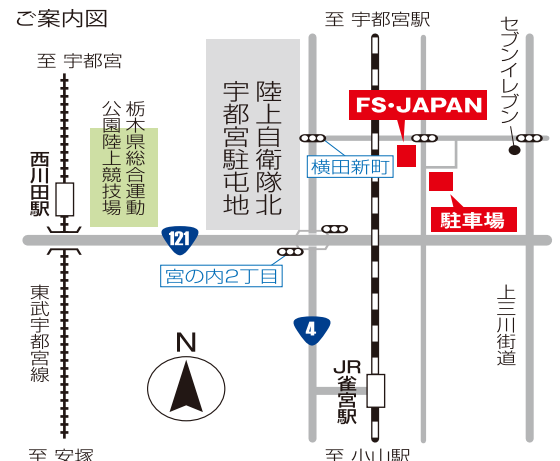 ご案内図
至 宇都宮駅
至 宇都宮
セブンイレブン
陸上自衛隊北
宇都宮駐屯地
FS・JAPAN
栃木県総合運動
公園陸上競技場
横田新町
西川田駅
駐車場
121
宮の内2丁目
東武宇都宮線
上三川街道
4
N
JR
雀宮駅
至 安塚
至 小山駅